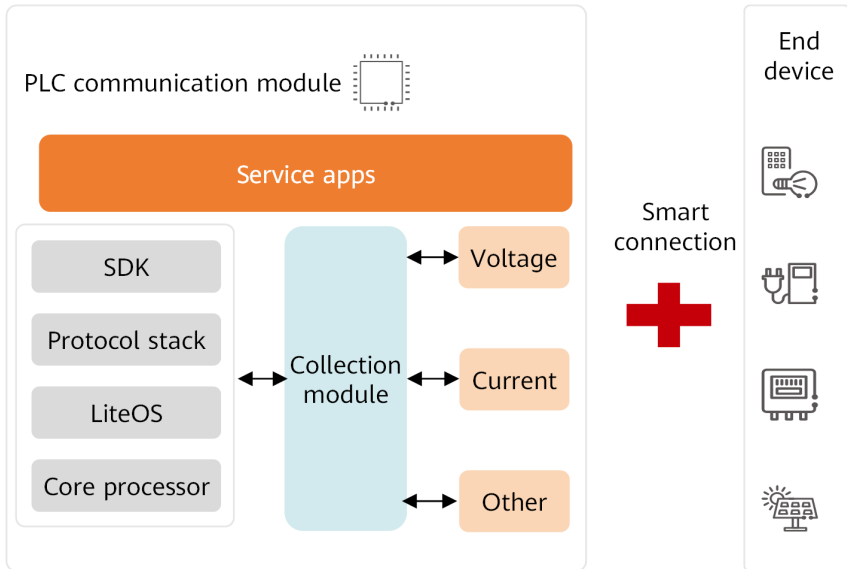 PLC communication module
Service apps
SDK
Protocol stack
LiteOS
Core processor
Collection
module
Voltage
Current
Other
Smart
connection
End
device